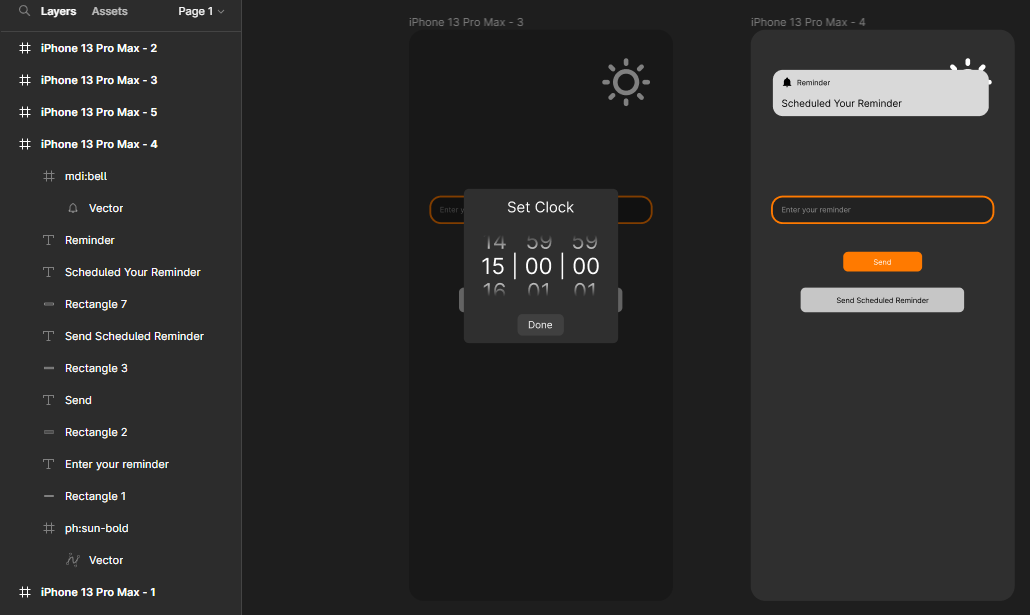 Layers
Assets
Page 1
iPhone 13 Pro Max - 2
iPhone 13 Pro Max - 3
iPhone 13 Pro Max - 5
iPhone 13 Pro Max - 4
mdi:bell
Vector
Reminder
Scheduled Your Reminder
Rectangle 7
Send Scheduled Reminder
Rectangle 3
Send
Rectangle 2
Enter your reminder
Rectangle 1
ph:sun-bold
Vector
iPhone 13 Pro Max - 1
iPhone 13 Pro Max - 3
Enter y
Set Clock
14 59 59
15 | 00 | 00
16 01 01
Done
iPhone 13 Pro Max - 4
Reminder
Scheduled Your Reminder
Enter your reminder
Send
Send Scheduled Reminder